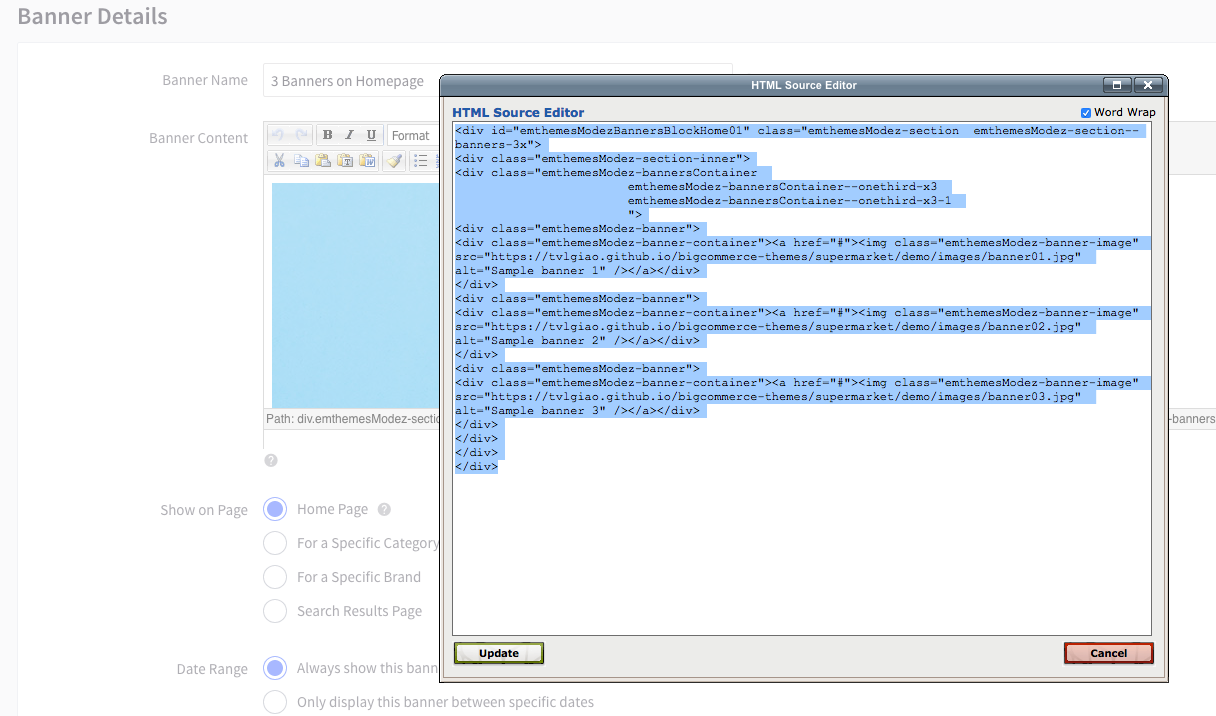 Banner Details
Banner Name
3 Banners on Homepage
Banner Content
B I U Format
Path: div.emthemesModez-sectio
-banners
?
Show on Page
Home Page ?
For a Specific Category
For a Specific Brand
Search Results Page
Date Range
Always show this bann
Only display this banner between specific dates
HTML Source Editor
HTML Source Editor
Word Wrap
<div id="emthemesModezBannersBlockHome01" class="emthemesModez-section  emthemesModez-section--
banners-3x">
<div class="emthemesModez-section-inner">
<div class="emthemesModez-bannersContainer
emthemesModez-bannersContainer--onethird-x3
emthemesModez-bannersContainer--onethird-x3-1
">
<div class="emthemesModez-banner">
<div class="emthemesModez-banner-container"><a href="#"><img class="emthemesModez-banner-image"
src="https://tvlgiao.github.io/bigcommerce-themes/supermarket/demo/images/banner01.jpg"
alt="Sample banner 1" /></a></div>
</div>
<div class="emthemesModez-banner">
<div class="emthemesModez-banner-container"><a href="#"><img class="emthemesModez-banner-image"
src="https://tvlgiao.github.io/bigcommerce-themes/supermarket/demo/images/banner02.jpg"
alt="Sample banner 2" /></a></div>
</div>
<div class="emthemesModez-banner">
<div class="emthemesModez-banner-container"><a href="#"><img class="emthemesModez-banner-image"
src="https://tvlgiao.github.io/bigcommerce-themes/supermarket/demo/images/banner03.jpg"
alt="Sample banner 3" /></a></div>
</div>
</div>
</div>
</div>
Update
Cancel